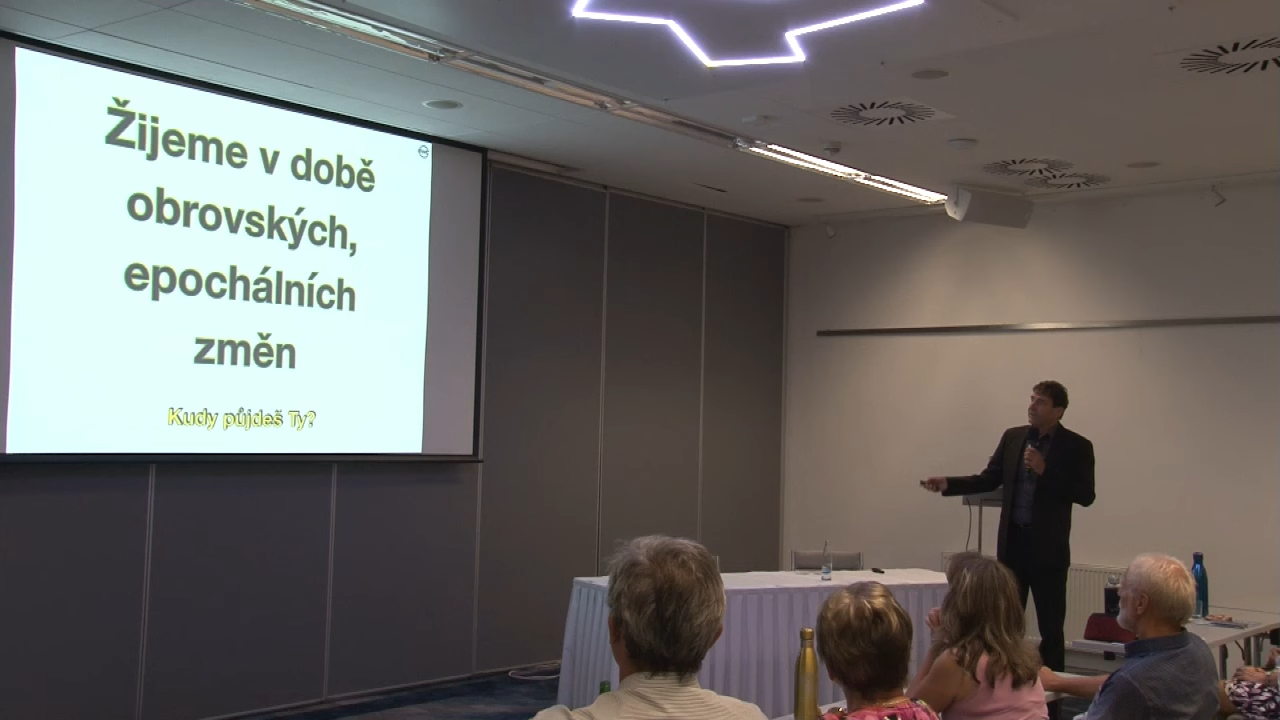 Žijeme v době
obrovských,
epochálních
změn
Kudy půjdeš Ty?